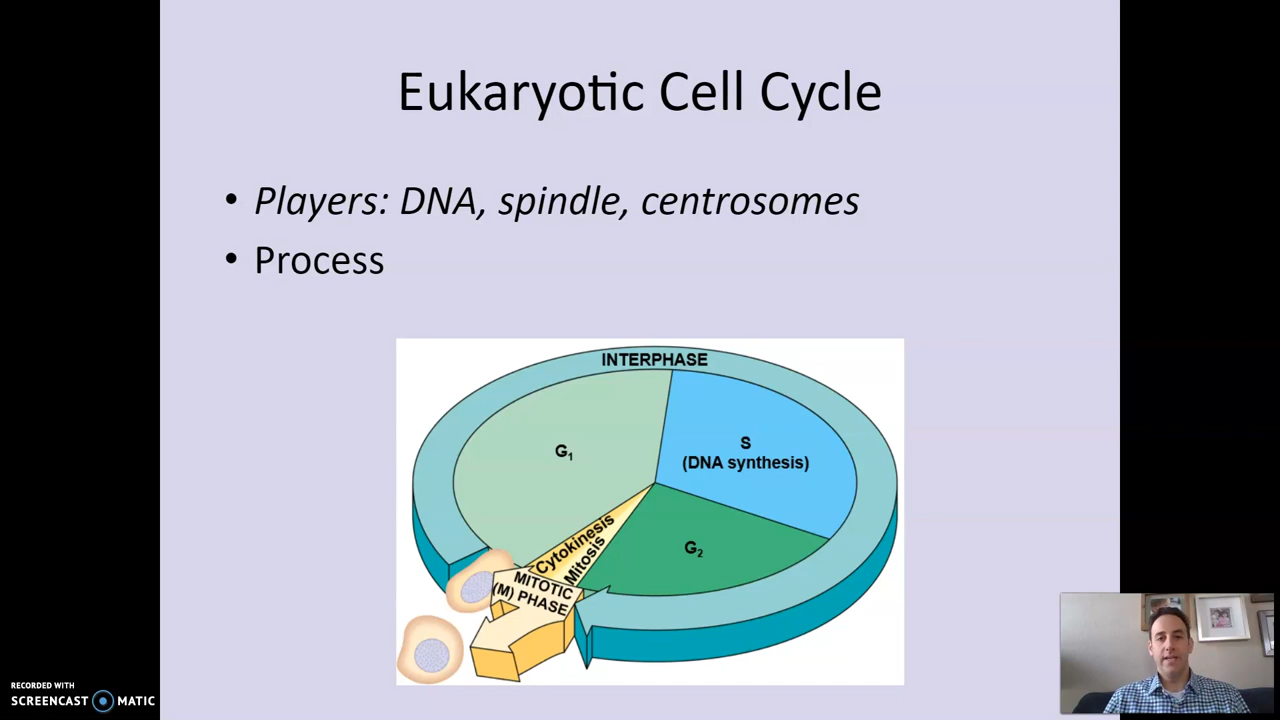 Eukaryotic Cell Cycle
• Players: DNA, spindle, centrosomes
• Process
INTERPHASE
G₁
S
(DNA synthesis)
Cytokinesis
Mitosis
G₂
MITOTIC
(M) PHASE
RECORDED WITH
SCREENCAST MATIC